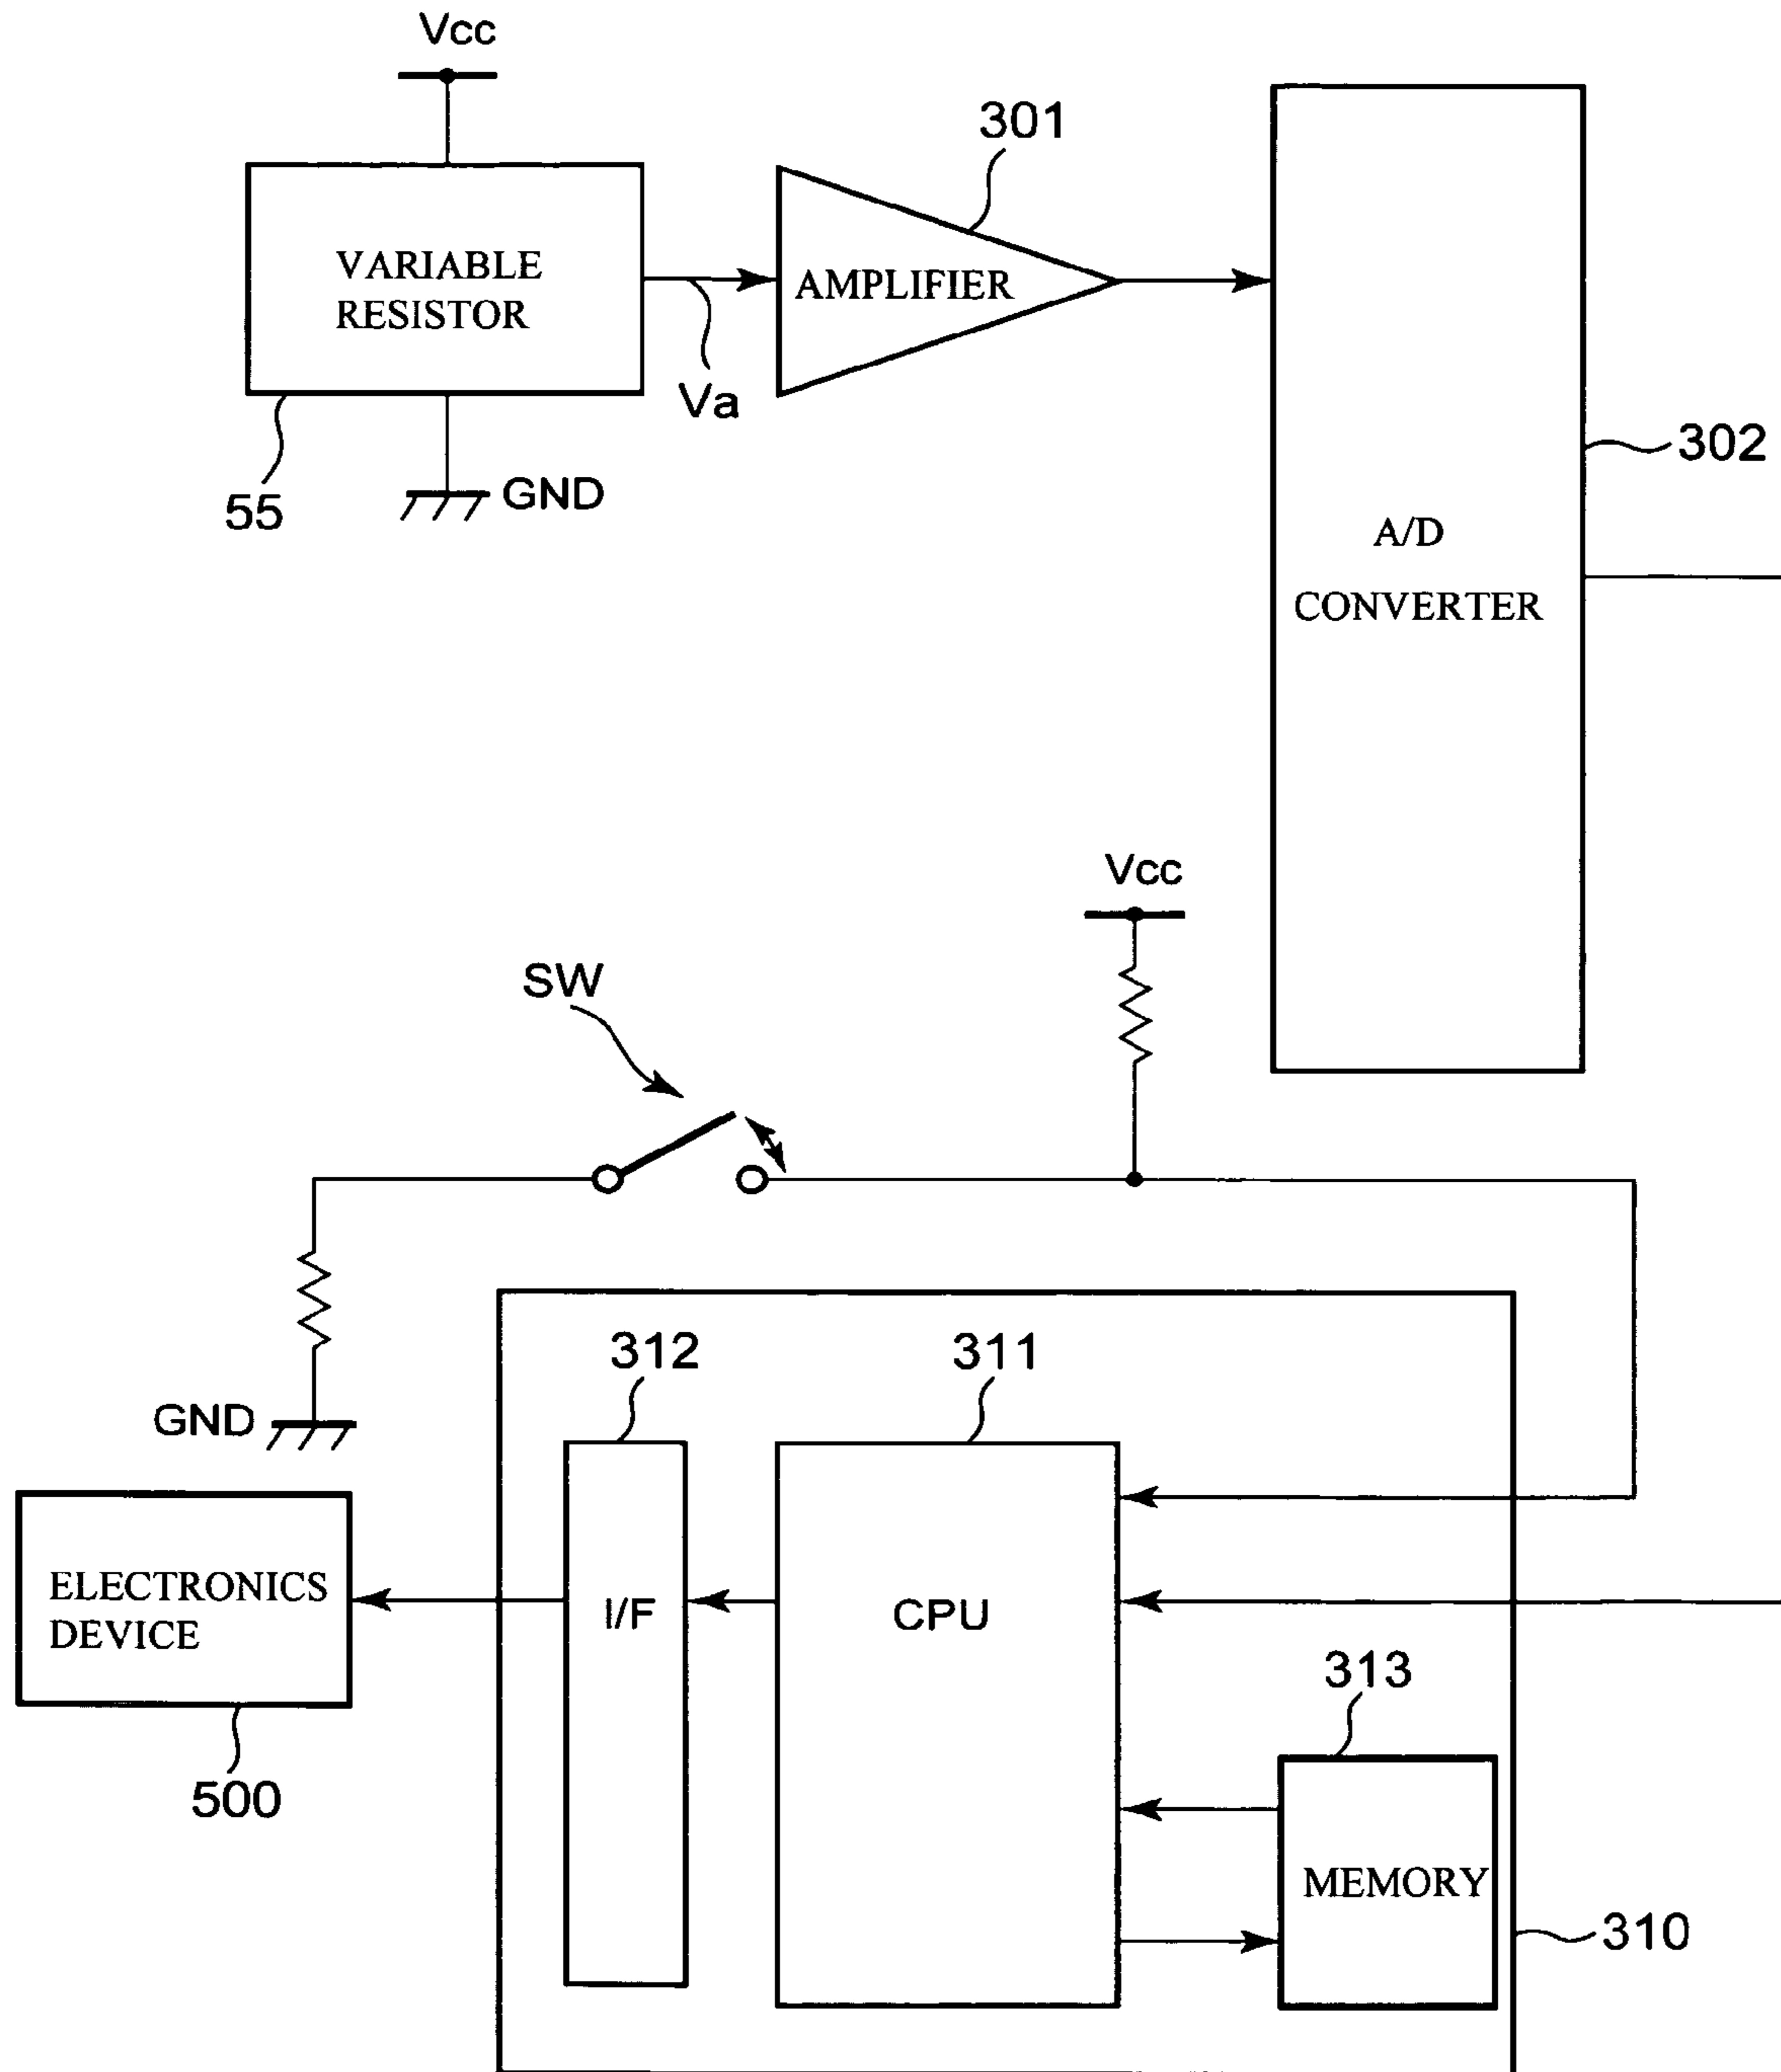 Vcc
301
VARIABLE
RESISTOR
AMPLIFIER
Va
302
55
GND
A/D
CONVERTER
Vcc
SW
312
311
GND
ELECTRONICS
DEVICE
I/F
CPU
313
500
MEMORY
310